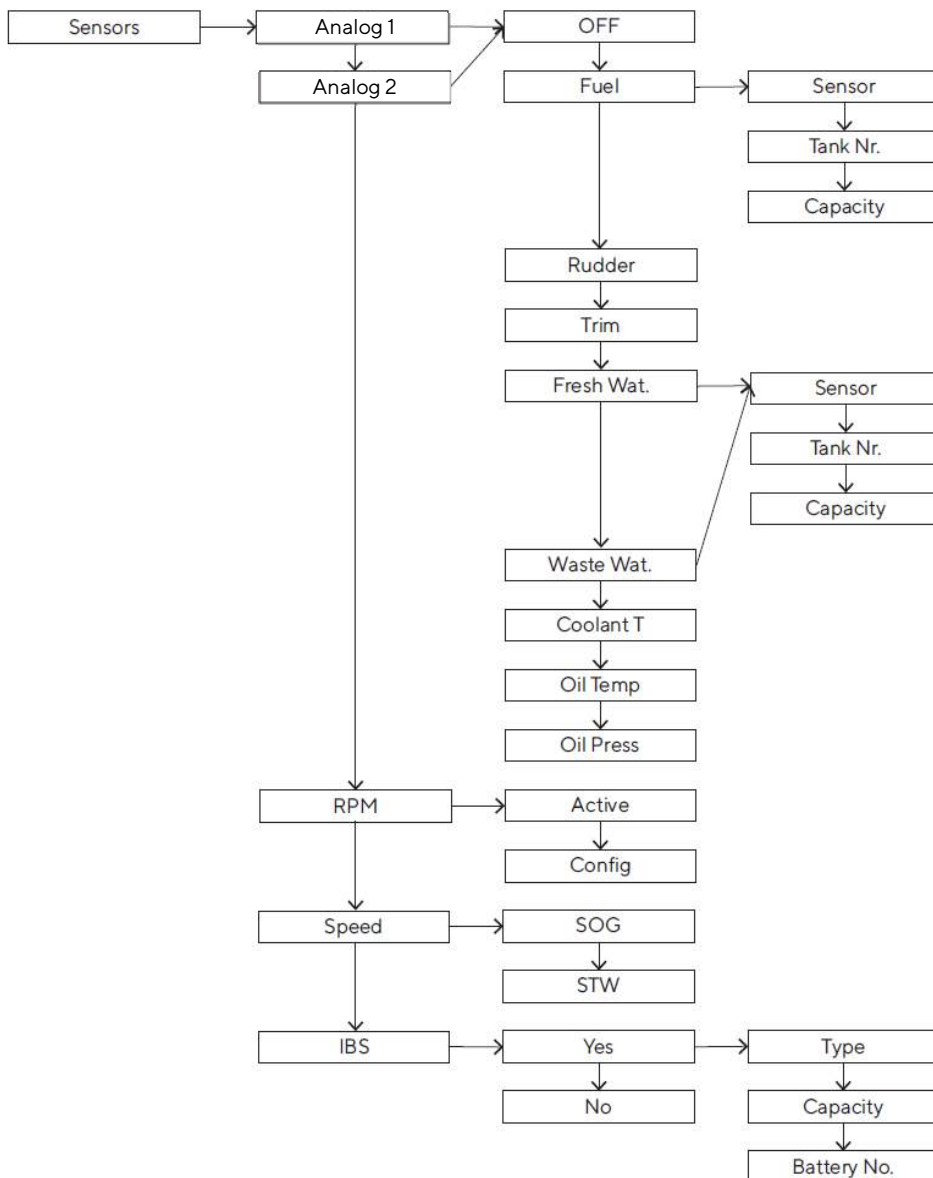 Sensors
Analog 1
OFF
Analog 2
Fuel
Sensor
Tank Nr.
Capacity
Rudder
Trim
Fresh Wat.
Sensor
Tank Nr.
Capacity
Waste Wat.
Coolant T
Oil Temp
Oil Press
RPM
Active
Config
Speed
SOG
STW
IBS
Yes
Type
No
Capacity
Battery No.